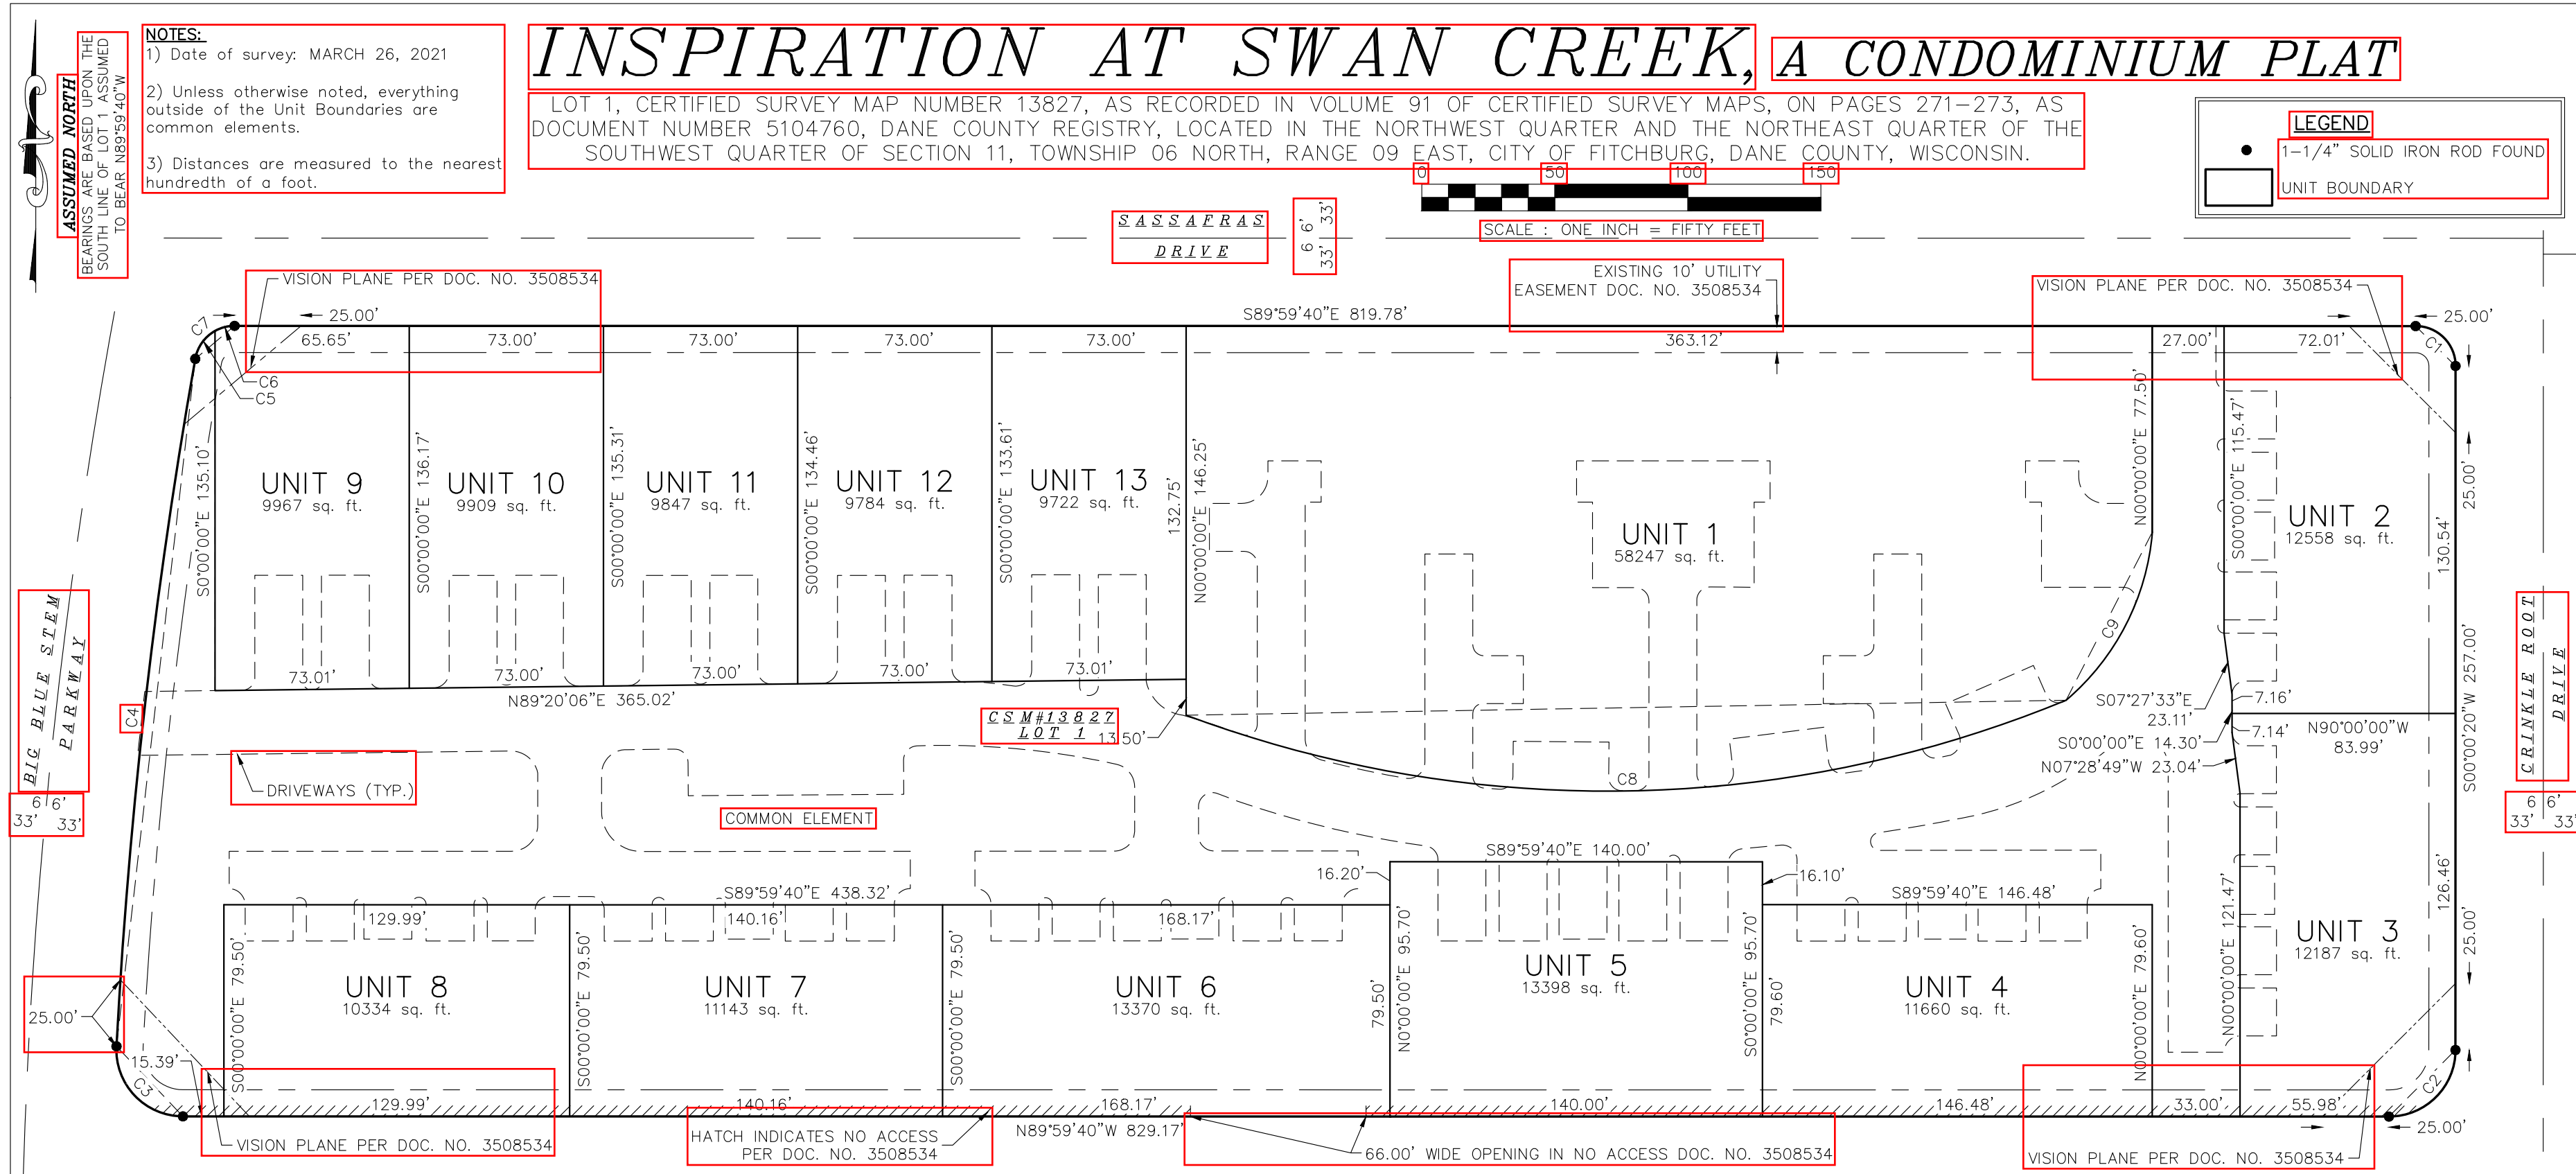 INSPIRATION AT SWAN CREEK, A CONDOMINIUM PLAT
LOT 1, CERTIFIED SURVEY MAP NUMBER 13827, AS RECORDED IN VOLUME 91 OF CERTIFIED SURVEY MAPS, ON PAGES 271-273, AS
DOCUMENT NUMBER 5104760, DANE COUNTY REGISTRY, LOCATED IN THE NORTHWEST QUARTER AND THE NORTHEAST QUARTER OF THE
SOUTHWEST QUARTER OF SECTION 11, TOWNSHIP 06 NORTH, RANGE 09 EAST, CITY OF FITCHBURG, DANE COUNTY, WISCONSIN.
ASSUMED NORTH
BEARINGS ARE BASED UPON THE
SOUTH LINE OF LOT 1 ASSUMED
TO BEAR N89°59'40"W
NOTES:
1) Date of survey: MARCH 26, 2021
2) Unless otherwise noted, everything
outside of the Unit Boundaries are
common elements.
3) Distances are measured to the nearest
hundredth of a foot.
LEGEND
1-1/4" SOLID IRON ROD FOUND
UNIT BOUNDARY
0 50 100 150
SCALE : ONE INCH = FIFTY FEET
SASSAFRAS
DRIVE
6' 33'
33' 6
VISION PLANE PER DOC. NO. 3508534
EXISTING 10' UTILITY
EASEMENT DOC. NO. 3508534
VISION PLANE PER DOC. NO. 3508534
C7
25.00'
S89°59'40"E 819.78'
25.00'
C1
65.65'
73.00'
73.00'
73.00'
73.00'
363.12'
27.00'
72.01'
C6
C5
S0°00'00"E 135.10'
UNIT 9
9967 sq. ft.
S00°00'00"E 136.17'
UNIT 10
9909 sq. ft.
S00°00'00"E 135.31'
UNIT 11
9847 sq. ft.
S00°00'00"E 134.46'
UNIT 12
9784 sq. ft.
S00°00'00"E 133.61'
UNIT 13
9722 sq. ft.
132.75'
N00°00'00"E 146.25'
UNIT 1
58247 sq. ft.
N00°00'00"E 77.50'
S00°00'00"E 115.47'
UNIT 2
12558 sq. ft.
130.54'
25.00'
C9
73.01'
73.00'
73.00'
73.00'
73.01'
N89°20'06"E 365.02'
BIG BLUE STEM
PARKWAY
C4
6 6'
33' 33'
CSM#13827
LOT 1
13.50'
C8
S07°27'33"E
23.11'
7.16'
S0°00'00"E 14.30'
7.14'
N90°00'00"W
83.99'
N07°28'49"W 23.04'
S00°00'20"W 257.00'
CRINKLE ROOT
DRIVE
6 6'
33' 33'
DRIVEWAYS (TYP.)
COMMON ELEMENT
S89°59'40"E 140.00'
16.20'
16.10'
S89°59'40"E 438.32'
S89°59'40"E 146.48'
129.99'
140.16'
168.17'
S00°00'00"E 79.50'
UNIT 8
10334 sq. ft.
S00°00'00"E 79.50'
UNIT 7
11143 sq. ft.
S00°00'00"E 79.50'
UNIT 6
13370 sq. ft.
79.50'
N0°00'00"E 95.70'
UNIT 5
13398 sq. ft.
S0°00'00"E 95.70'
79.60'
UNIT 4
11660 sq. ft.
N00°00'00"E 79.60'
N00°00'00"E 121.47'
UNIT 3
12187 sq. ft.
126.46'
25.00'
25.00'
15.39'
C3
129.99'
140.16'
168.17'
140.00'
146.48'
33.00'
55.98'
C2
25.00'
VISION PLANE PER DOC. NO. 3508534
HATCH INDICATES NO ACCESS
PER DOC. NO. 3508534
N89°59'40"W 829.17'
66.00' WIDE OPENING IN NO ACCESS DOC. NO. 3508534
VISION PLANE PER DOC. NO. 3508534